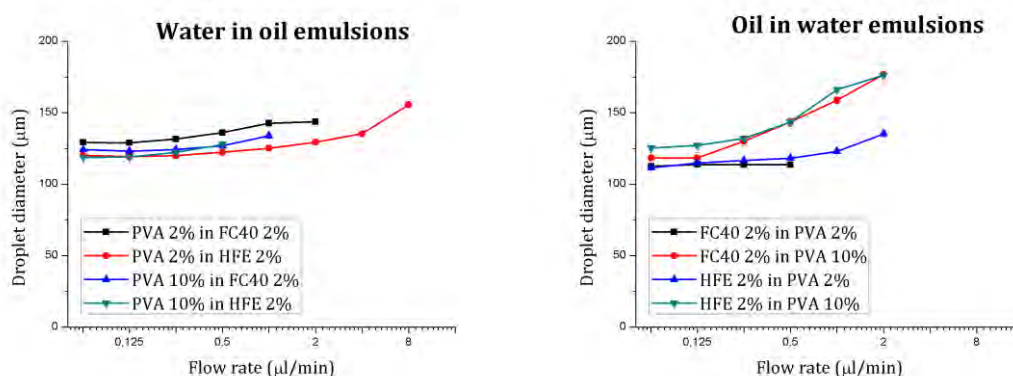 Water in oil emulsions
200
150
100
50
0
Droplet diameter (μm)
PVA 2% in FC40 2%
PVA 2% in HFE 2%
PVA 10% in FC40 2%
PVA 10% in HFE 2%
0,125
0,5
2
8
Flow rate (μl/min)
Oil in water emulsions
200
150
100
50
0
Droplet diameter (μm)
FC40 2% in PVA 2%
FC40 2% in PVA 10%
HFE 2% in PVA 2%
HFE 2% in PVA 10%
0,125
0,5
2
8
Flow rate (μl/min)